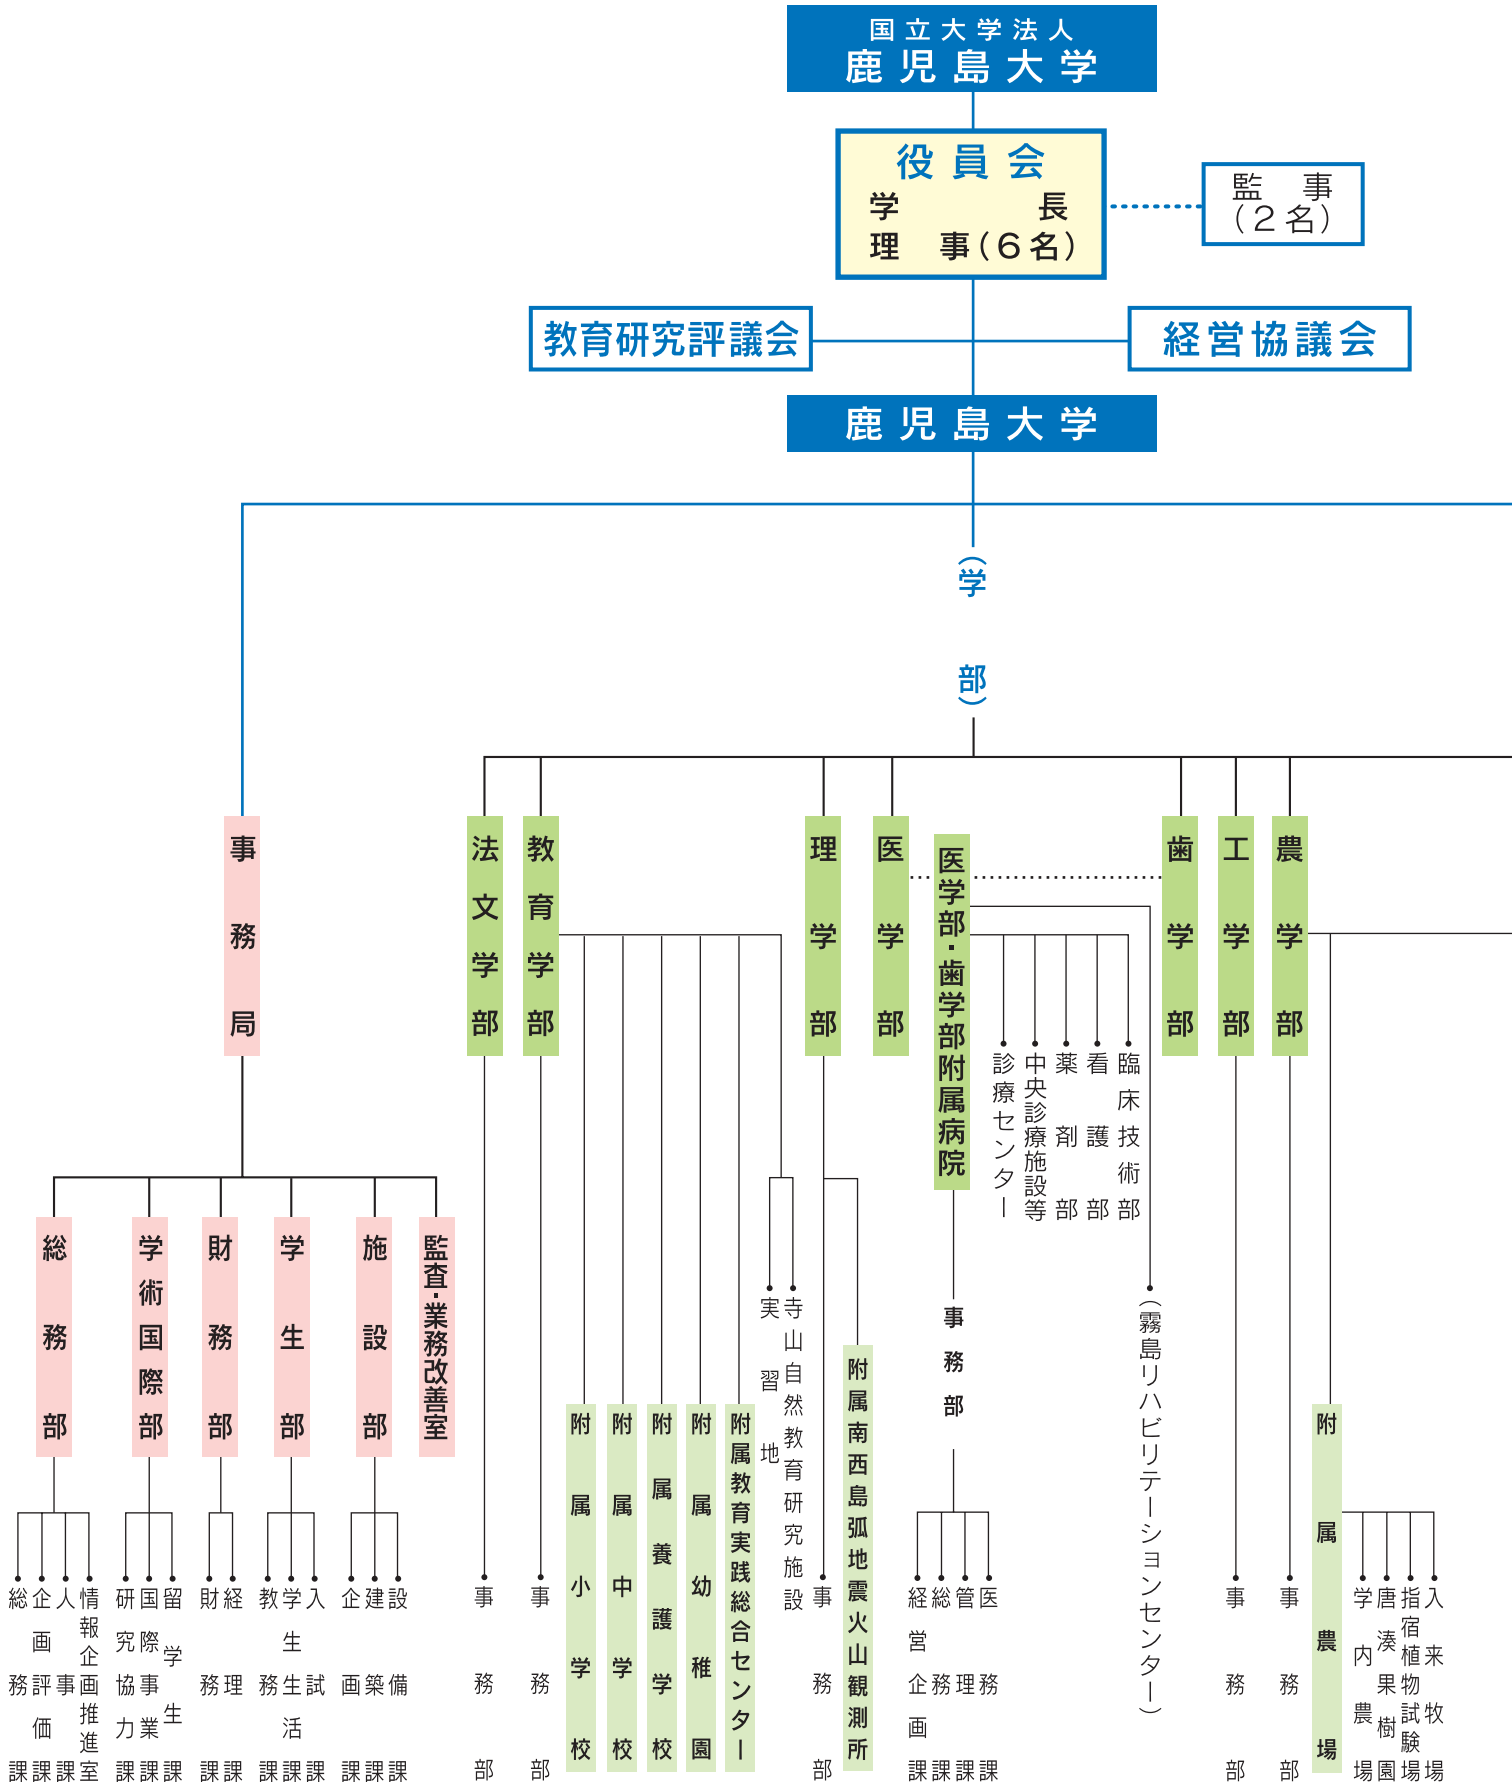 国立大学法人
鹿児島大学
役員会
学長
理事(6名)
監事
(2名)
教育研究評議会
経営協議会
鹿児島大学
(学部)
事務局
法文学部
教育学部
理学部
医学部
医学部・歯学部附属病院
歯学部
工学部
農学部
診療センター
中央診療施設等
薬剤部
看護部
臨床技術部
(霧島リハビリテーションセンター)
総務部
学術国際部
財務部
学生部
施設部
監査・業務改善室
実習地
寺山自然教育研究施設
事務部
附属小学校
附属中学校
附属養護学校
附属幼稚園
附属教育実践総合センター
附属南西島弧地震火山観測所
附属農場
総務課
企画評価課
人事課
情報企画推進室
研究協力課
国際事業課
留学生課
財務課
経理課
教務課
学生生活課
入試課
企画課
建築課
設備課
事務部
事務部
事務部
経営企画課
総務課
管理課
医務課
事務部
事務部
学内農場
唐湊果樹園
指宿植物試験場
入来牧場